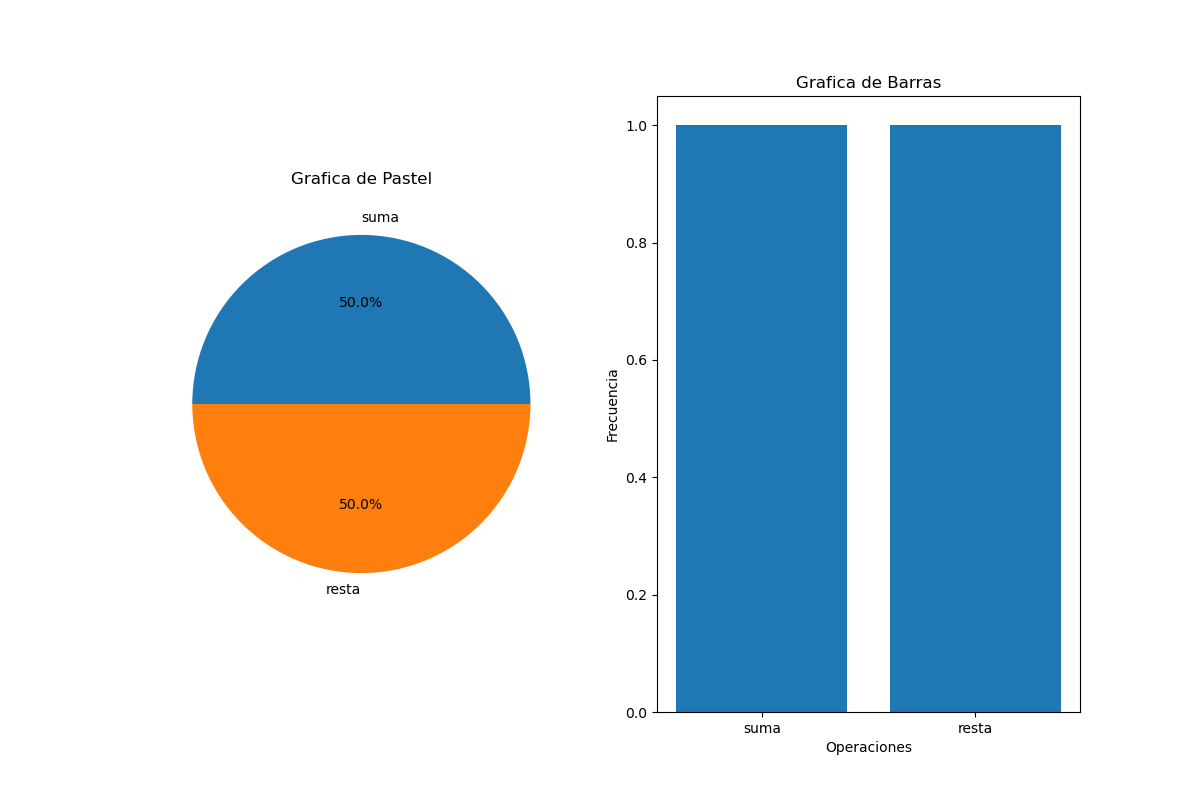 Grafica de Pastel
suma
50.0%
50.0%
resta
Grafica de Barras
1.0
0.8
0.6
0.4
0.2
0.0
Frecuencia
suma resta
Operaciones